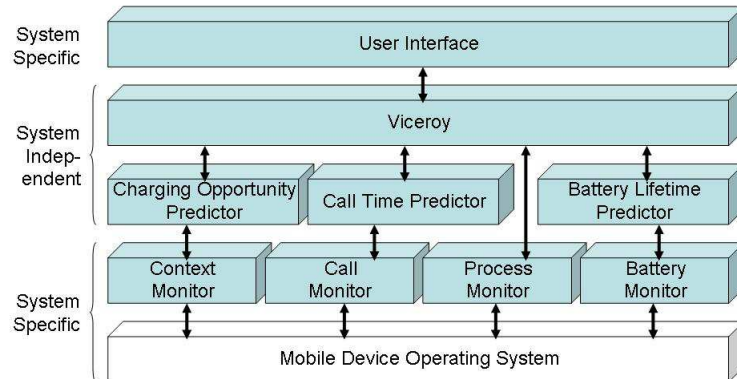 System
Specific
User Interface
System
Indep-
endent
Viceroy
Charging Opportunity
Predictor
Call Time Predictor
Battery Lifetime
Predictor
System
Specific
Context
Monitor
Call
Monitor
Process
Monitor
Battery
Monitor
Mobile Device Operating System